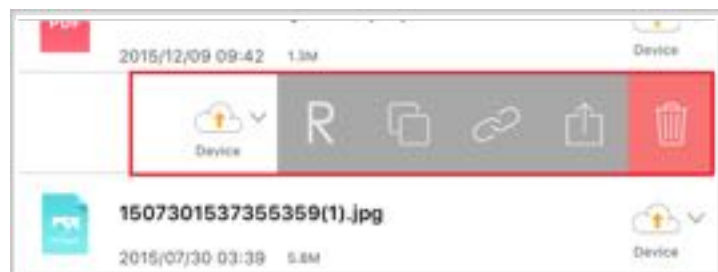 PDF
2015/12/09 09:42 1.3M
Device
Device
R
1507301537355359(1).jpg
2015/07/30 03:39 5.8M
Device